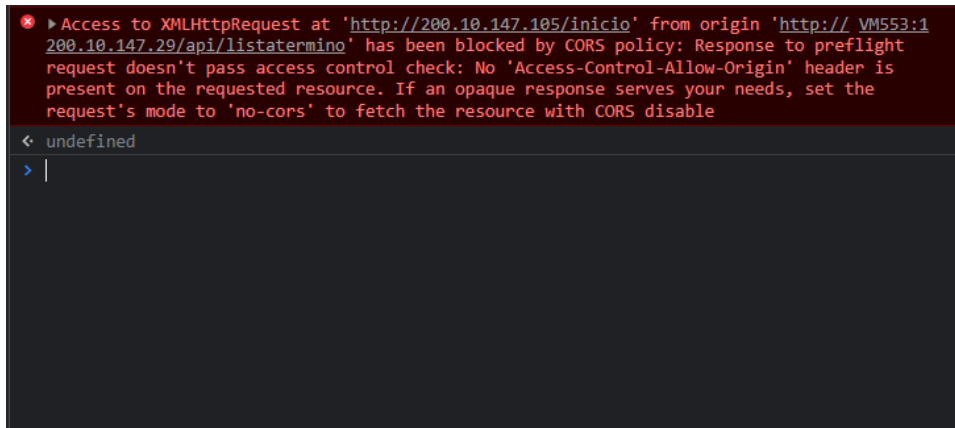 Access to XMLHttpRequest at 'http://200.10.147.105/inicio' from origin 'http:// VM553:1
200.10.147.29/api/listatermino' has been blocked by CORS policy: Response to preflight
request doesn't pass access control check: No 'Access-Control-Allow-Origin' header is
present on the requested resource. If an opaque response serves your needs, set the
request's mode to 'no-cors' to fetch the resource with CORS disable
undefined